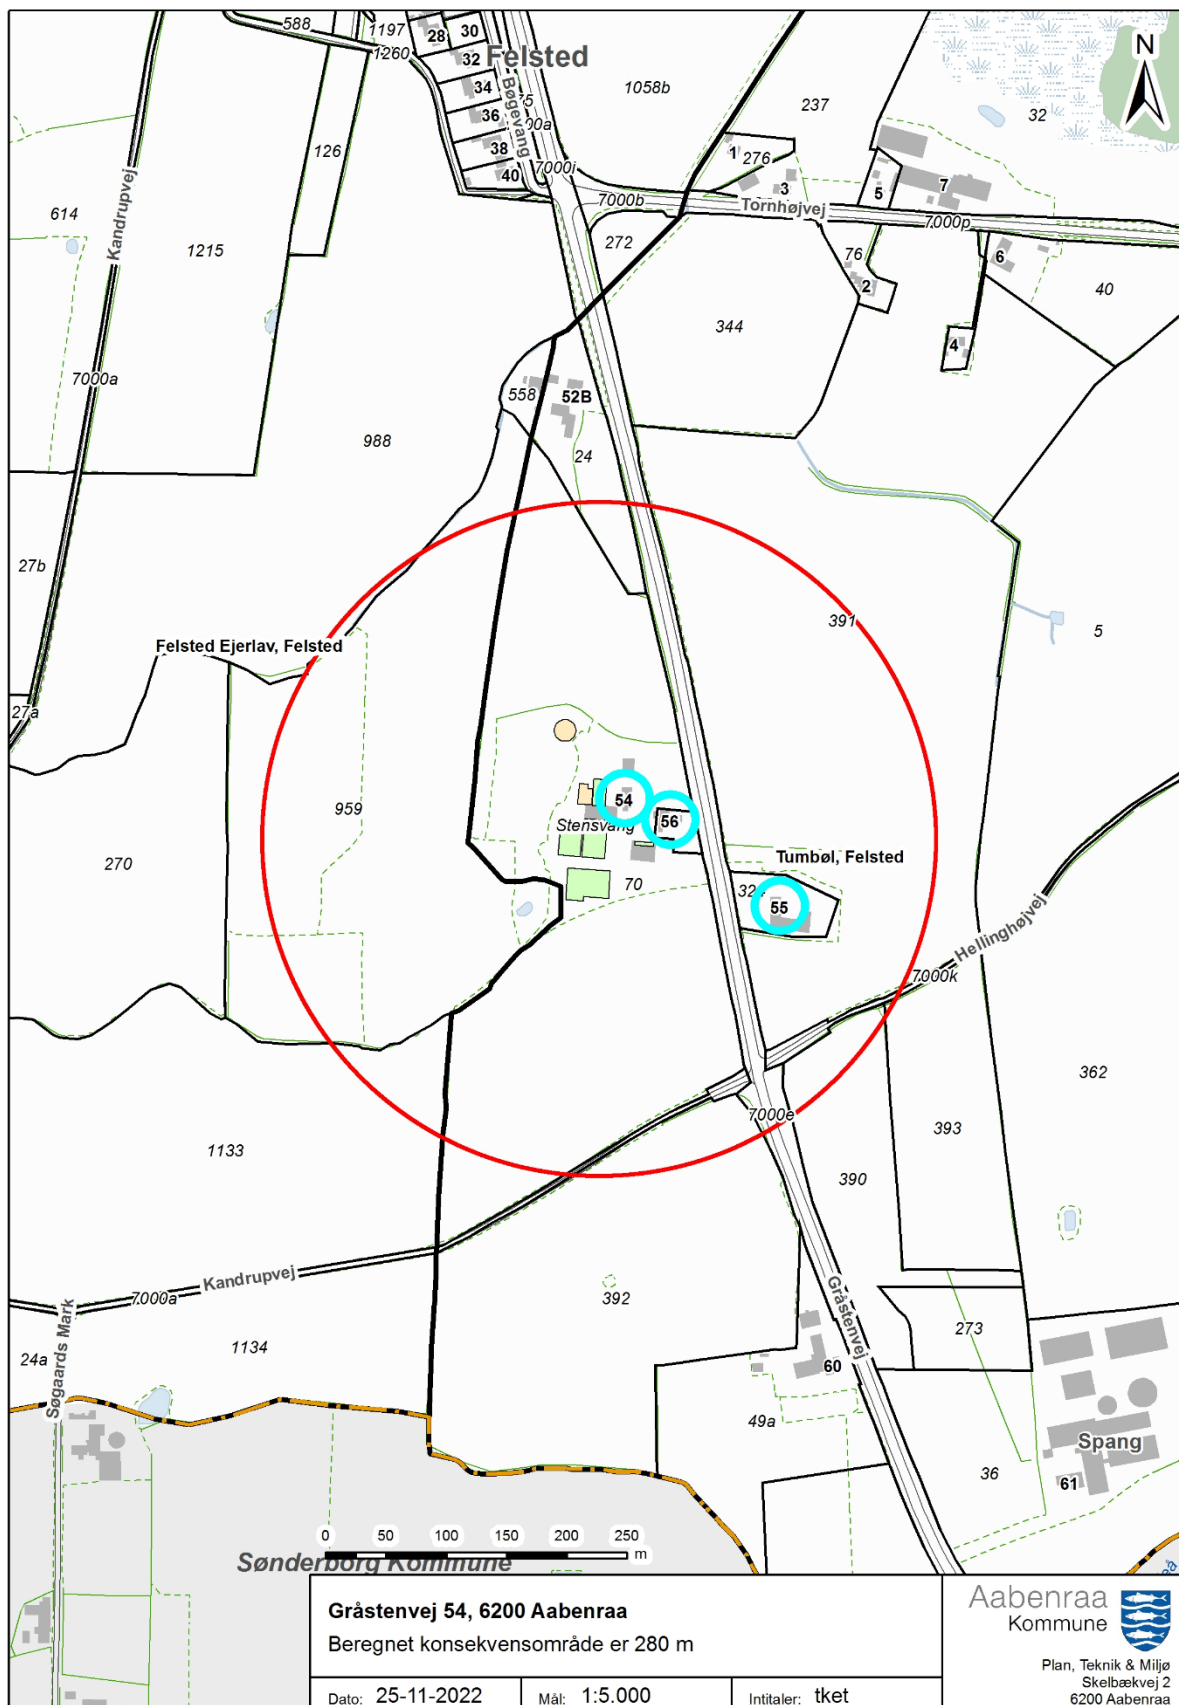 588
1197
28
30
1260
32
Felsted
34
36
38
40
Bøgevang
7000j
1058b
237
32
N
1
276
3
5
7
7000b
Tornhøjvej
7000p
126
614
Kandrupvej
1215
272
76
2
6
40
344
4
7000a
558
52B
988
24
27b
391
5
Felsted Ejerlav, Felsted
27a
54
56
Stensvang
959
270
70
Tumbøl, Felsted
324
55
Hellinghøjvej
7000k
362
393
7000e
1133
390
Kandrupvej
7000a
392
Gråstenvej
273
24a
Søgaards Mark
1134
60
49a
Spang
36
61
0 50 100 150 200 250
m
Sønderborg Kommune
Gråstenvej 54, 6200 Aabenraa
Beregnet konsekvensområde er 280 m
Dato: 25-11-2022
Mål: 1:5.000
Intitaler: tket
Aabenraa
Kommune
Plan, Teknik & Miljø
Skelbækvej 2
6200 Aabenraa